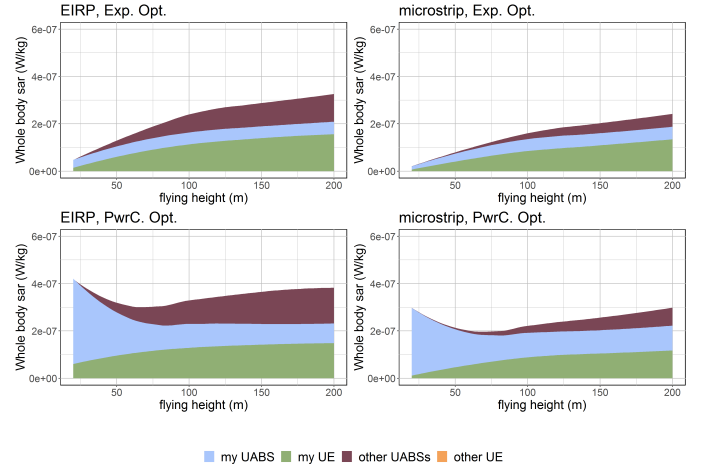 EIRP, Exp. Opt.
microstrip, Exp. Opt.
Whole body sar (W/kg)
6e-07
4e-07
2e-07
0e+00
50
100
150
200
flying height (m)
Whole body sar (W/kg)
6e-07
4e-07
2e-07
0e+00
50
100
150
200
flying height (m)
EIRP, PwrC. Opt.
microstrip, PwrC. Opt.
Whole body sar (W/kg)
6e-07
4e-07
2e-07
0e+00
50
100
150
200
flying height (m)
Whole body sar (W/kg)
6e-07
4e-07
2e-07
0e+00
50
100
150
200
flying height (m)
my UABS
my UE
other UABSs
other UE